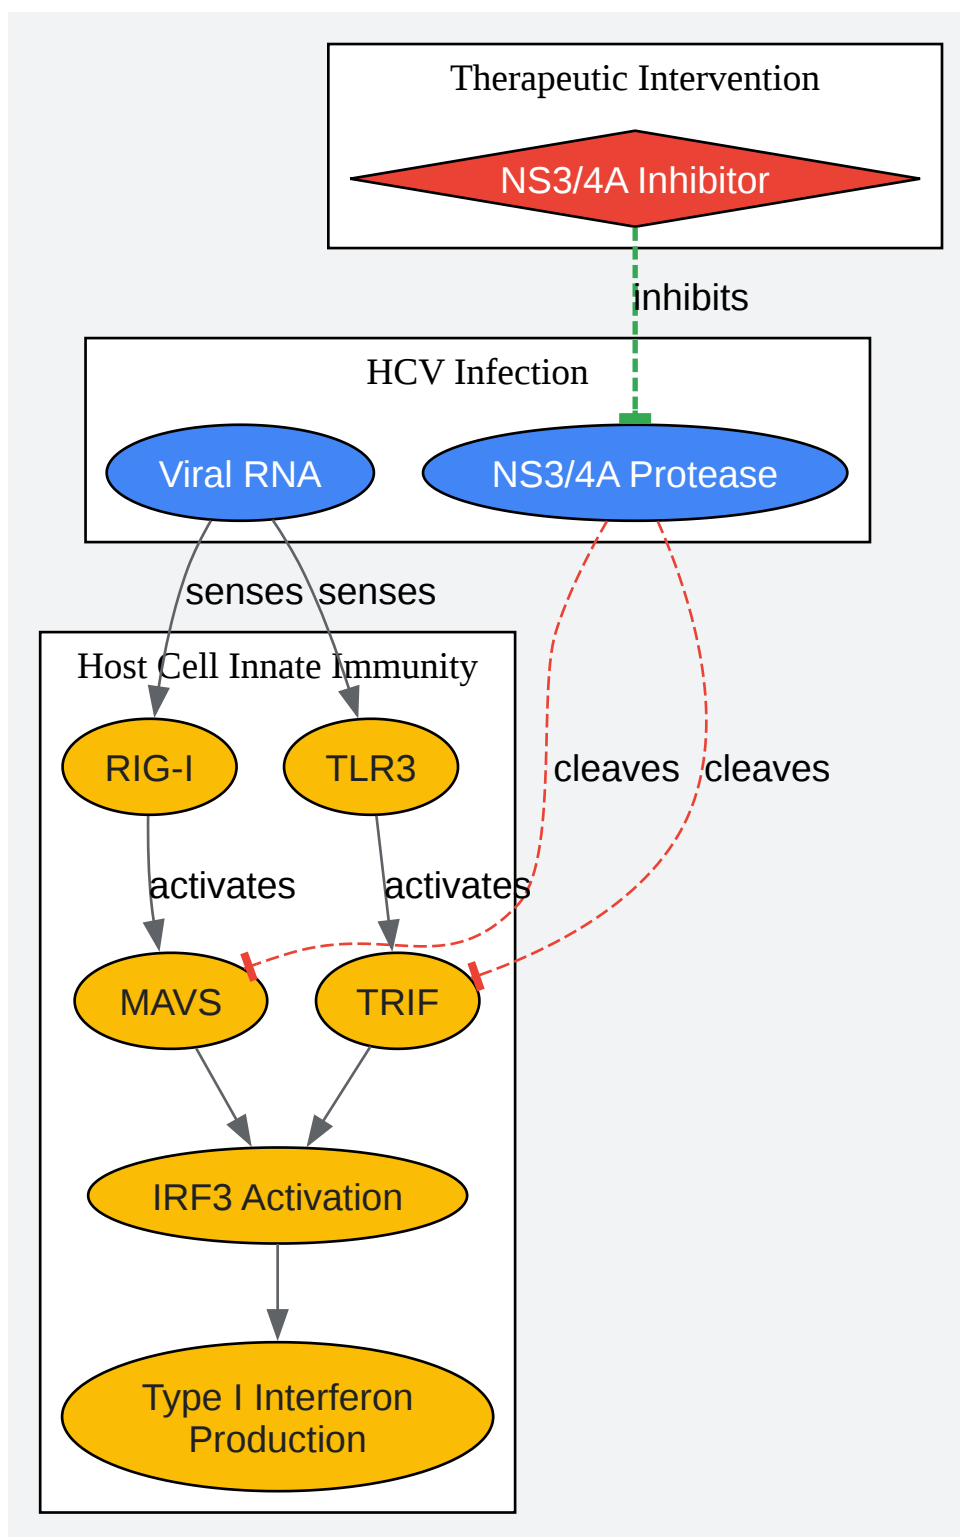 Therapeutic Intervention
NS3/4A Inhibitor
inhibits
HCV Infection
Viral RNA
NS3/4A Protease
senses
senses
Host Cell Innate Immunity
RIG-I
TLR3
cleaves
cleaves
activates
activates
MAVS
TRIF
IRF3 Activation
Type I Interferon
Production